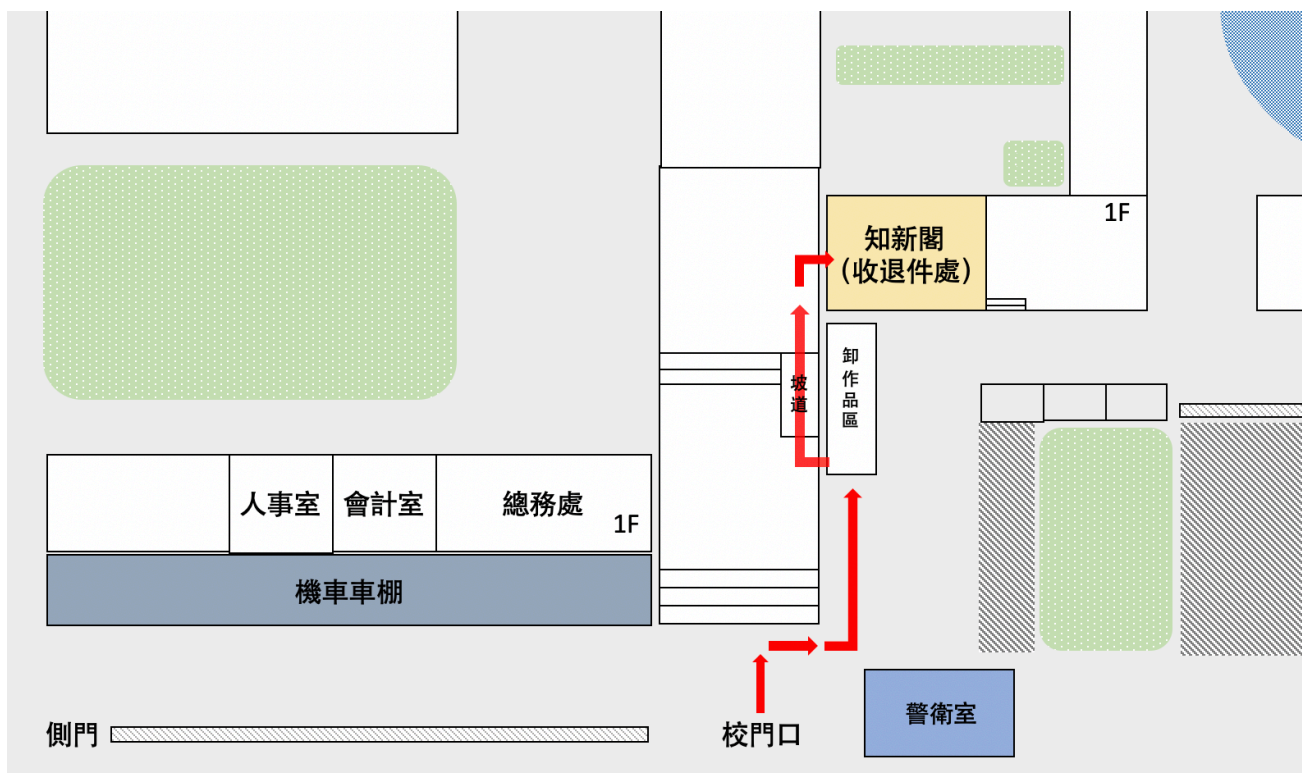 1F
知新閣
（收退件處）
卸作品區
坡道
人事室
會計室
總務處
1F
機車車棚
側門
校門口
警衛室